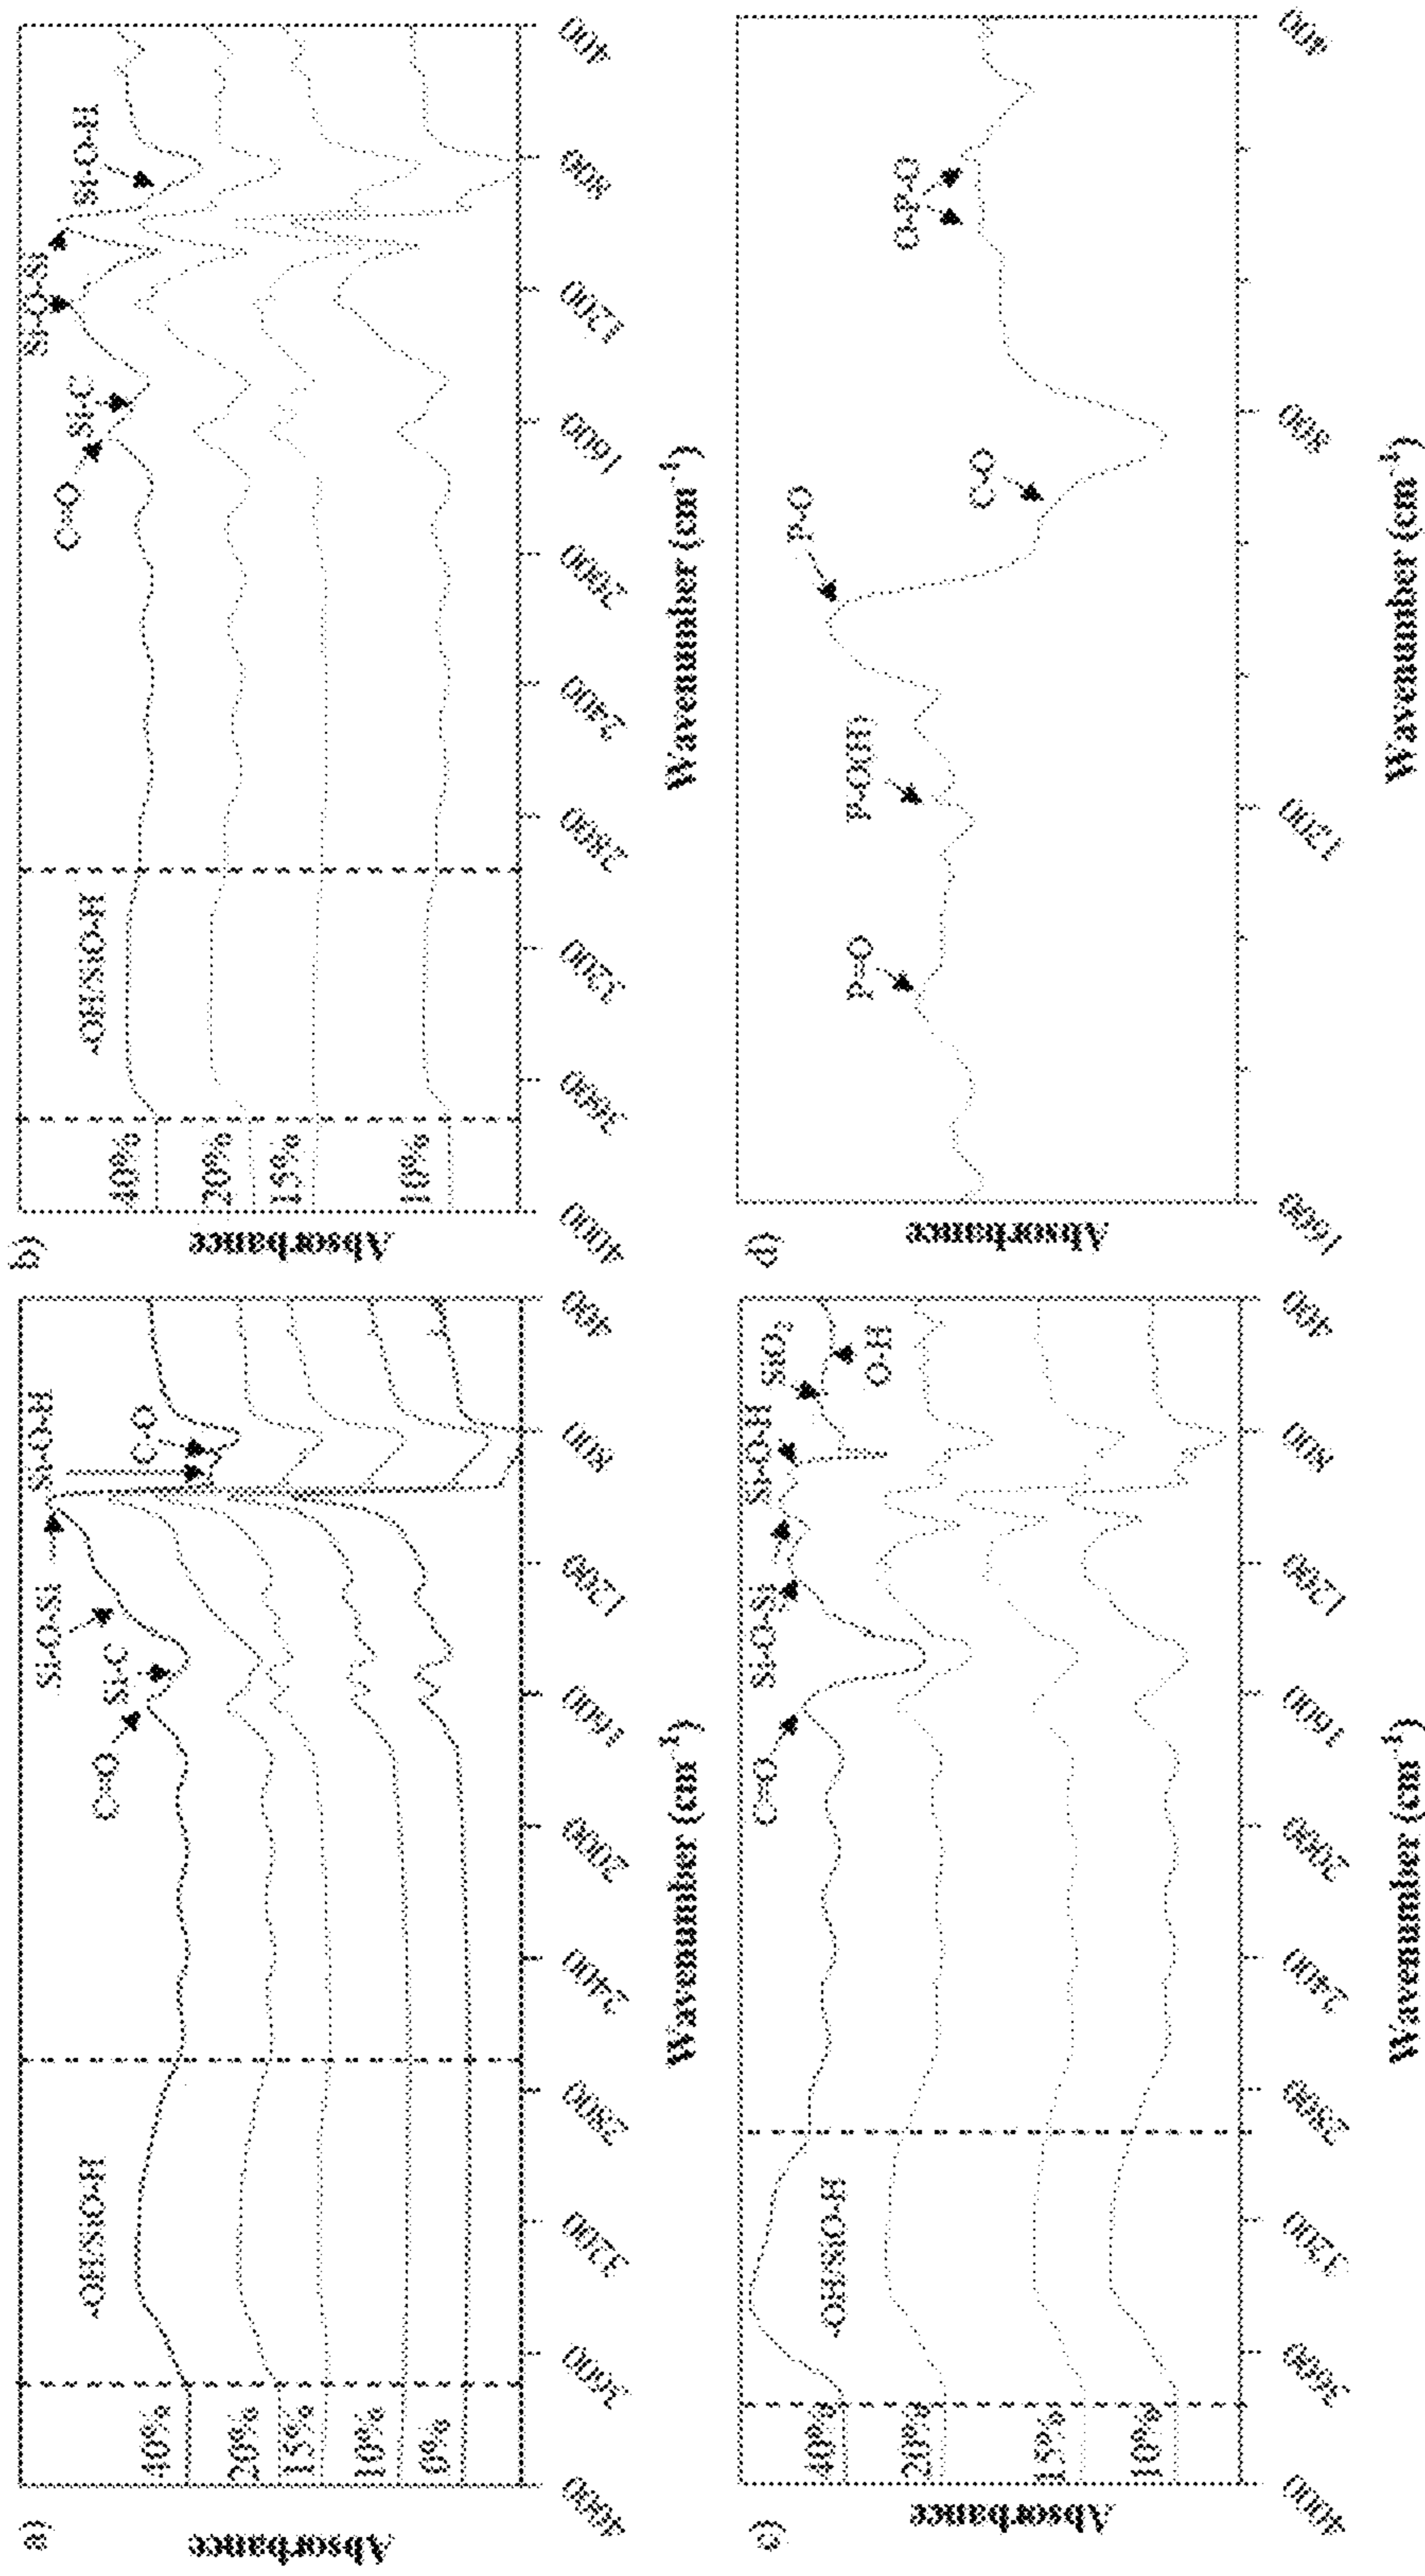 a)
Absorbance
-OH/SiO-H
C=O
Si-C
Si-O-Si
Si-O-H
C-O
40%
20%
15%
10%
0%
4000
3600
3200
2800
2400
2000
1600
1200
800
400
Wavenumber (cm⁻¹)
b)
Absorbance
-OH/SiO-H
C=O
Si-C
Si-O-Si
Si-O-H
40%
20%
15%
10%
4000
3600
3200
2800
2400
2000
1600
1200
800
400
Wavenumber (cm⁻¹)
c)
Absorbance
-OH/SiO-H
C=O
Si-O-Si
Si-O-H
SiO₂
O-H
40%
20%
15%
10%
4000
3600
3200
2800
2400
2000
1600
1200
800
400
Wavenumber (cm⁻¹)
d)
Absorbance
P=O
P-O(H)
P-O
C-O
O-P-O
1600
1200
800
400
Wavenumber (cm⁻¹)